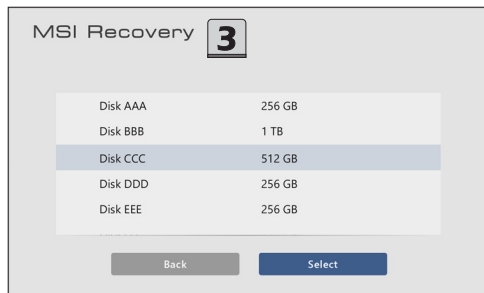 MSI Recovery 3
Disk AAA 256 GB
Disk BBB 1 TB
Disk CCC 512 GB
Disk DDD 256 GB
Disk EEE 256 GB
Back Select